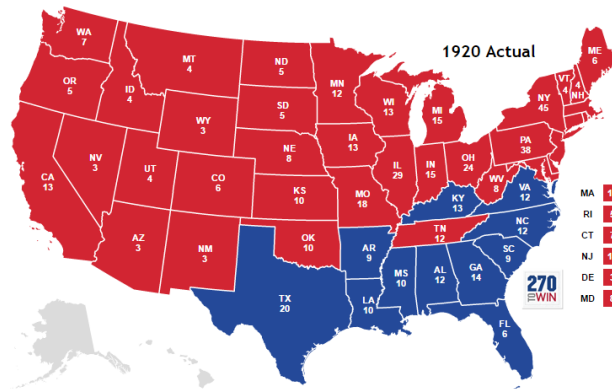 1920 Actual
WA
7
OR
5
CA
13
ID
4
NV
3
MT
4
WY
3
UT
4
AZ
3
CO
6
NM
3
ND
5
SD
5
NE
8
KS
10
OK
10
TX
20
MN
12
IA
13
MO
18
AR
9
LA
10
WI
13
IL
29
MI
15
IN
15
OH
24
KY
13
TN
12
MS
10
AL
12
GA
14
FL
6
SC
9
NC
12
VA
12
WV
8
PA
38
NY
45
VT
4
4
NH
ME
6
MA
RI
CT
NJ
DE
MD
270
TO
WIN